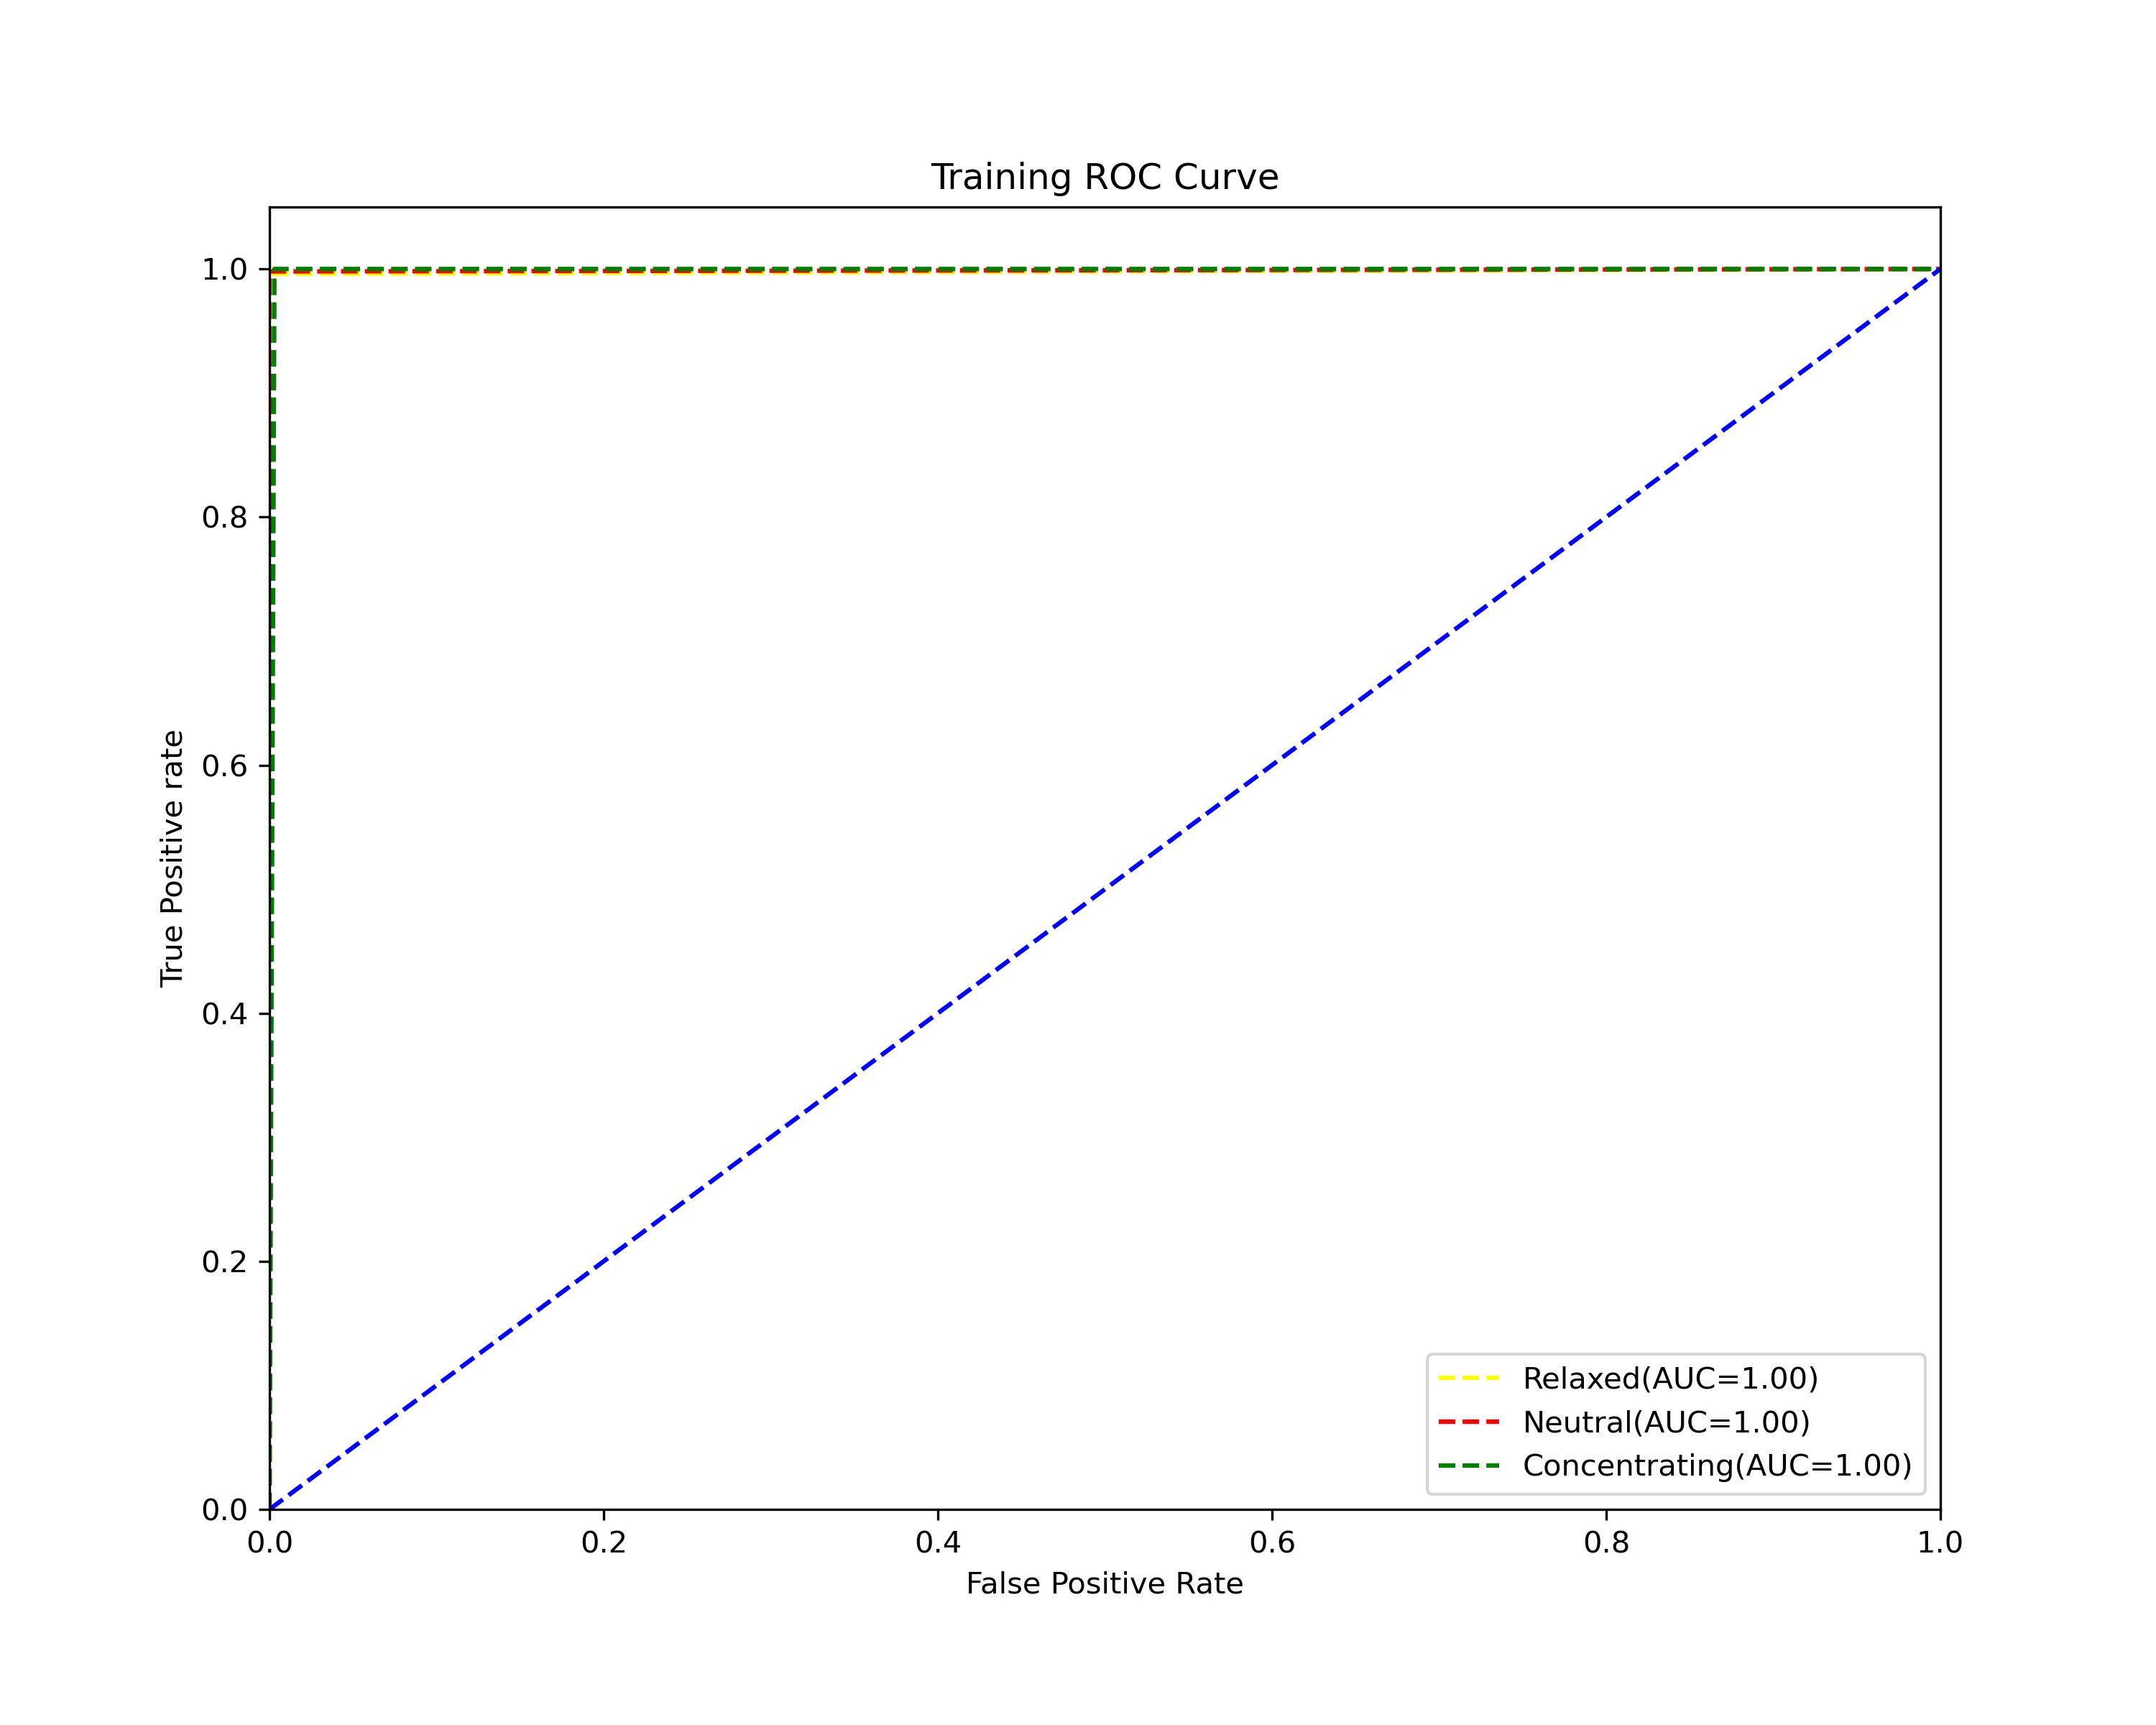 Training ROC Curve
1.0
0.8
0.6
0.4
0.2
0.0
True Positive rate
0.0 0.2 0.4 0.6 0.8 1.0
False Positive Rate
Relaxed(AUC=1.00)
Neutral(AUC=1.00)
Concentrating(AUC=1.00)